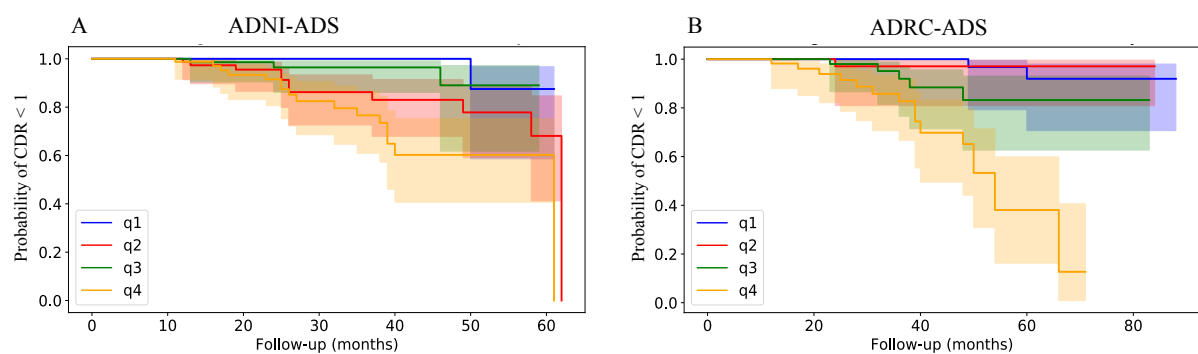 A
ADNI-ADS
Probability of CDR < 1
1.0
0.8
0.6
0.4
0.2
0.0
q1
q2
q3
q4
0 10 20 30 40 50 60
Follow-up (months)
B
ADRC-ADS
Probability of CDR < 1
1.0
0.8
0.6
0.4
0.2
0.0
q1
q2
q3
q4
0 20 40 60 80
Follow-up (months)